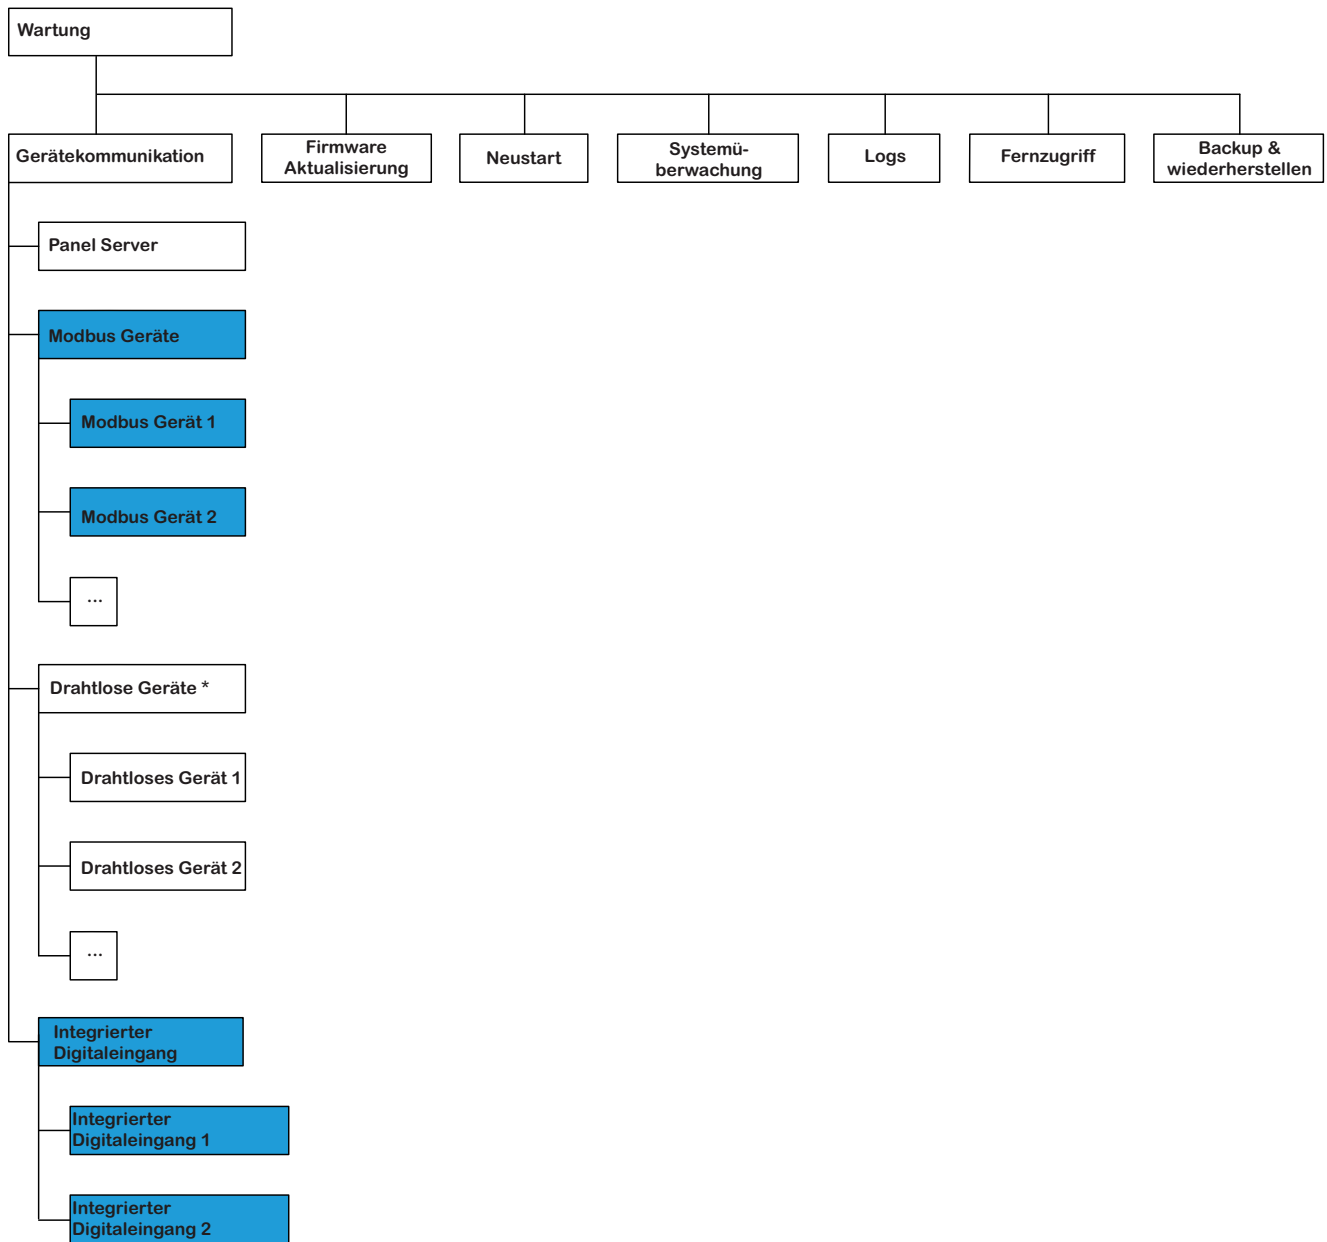 Wartung
Gerätekommunikation
Firmware
Aktualisierung
Neustart
Systemü-
berwachung
Logs
Fernzugriff
Backup &
wiederherstellen
Panel Server
Modbus Geräte
Modbus Gerät 1
Modbus Gerät 2
...
Drahtlose Geräte *
Drahtloses Gerät 1
Drahtloses Gerät 2
...
Integrierter
Digitaleingang
Integrierter
Digitaleingang 1
Integrierter
Digitaleingang 2